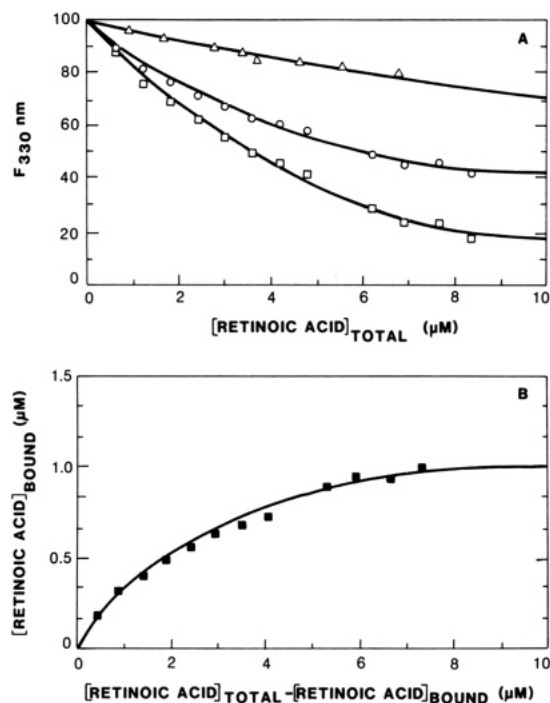 A
100
80
60
40
20
0
F330 nm
0 2 4 6 8 10
[RETINOIC ACID]TOTAL (μM)
B
1.5
1.0
0.5
0
[RETINOIC ACID]BOUND (μM)
0 2 4 6 8 10
[RETINOIC ACID]TOTAL-[RETINOIC ACID]BOUND (μM)